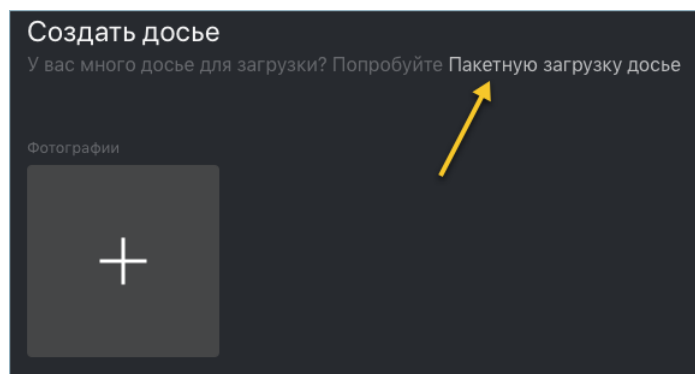 Создать досье
У вас много досье для загрузки? Попробуйте Пакетную загрузку досье
Фотографии